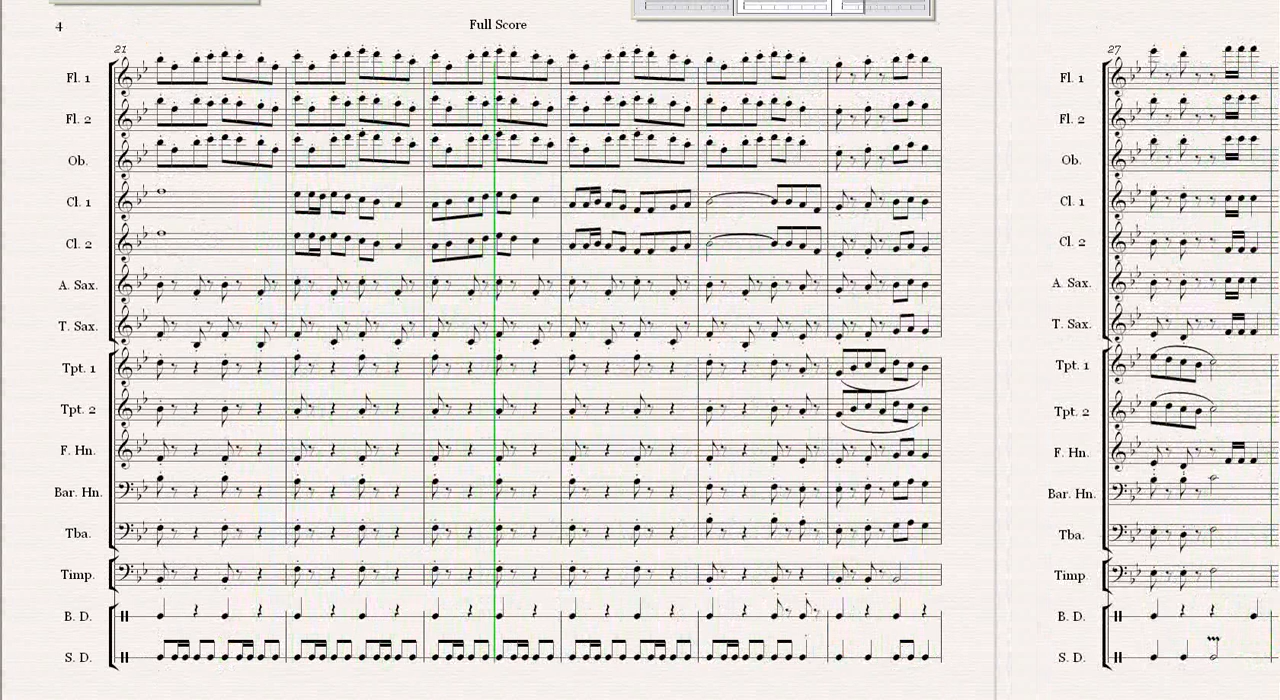 4
Full Score
21
Fl. 1
Fl. 2
Ob.
Cl. 1
Cl. 2
A. Sax.
T. Sax.
Tpt. 1
Tpt. 2
F. Hn.
Bar. Hn.
Tba.
Timp.
B. D.
S. D.
27
Fl. 1
Fl. 2
Ob.
Cl. 1
Cl. 2
A. Sax.
T. Sax.
Tpt. 1
Tpt. 2
F. Hn.
Bar. Hn.
Tba.
Timp.
B. D.
S. D.